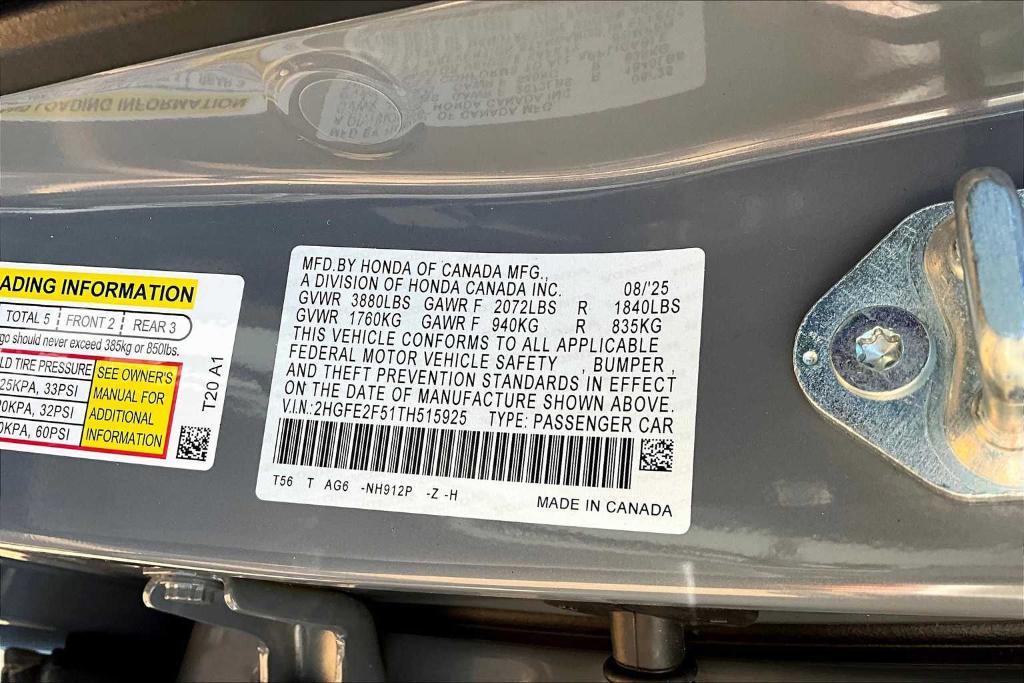 ADING INFORMATION
TOTAL 5 FRONT 2 REAR 3
go should never exceed 385kg or 850lbs.
LD TIRE PRESSURE
25KPA, 33PSI
20KPA, 32PSI
0KPA, 60PSI
SEE OWNER'S
MANUAL FOR
ADDITIONAL
INFORMATION
T20 A1
MFD.BY HONDA OF CANADA MFG.,
A DIVISION OF HONDA CANADA INC. 08/'25
GVWR 3880LBS GAWR F 2072LBS R 1840LBS
GVWR 1760KG GAWR F 940KG R 835KG
THIS VEHICLE CONFORMS TO ALL APPLICABLE
FEDERAL MOTOR VEHICLE SAFETY , BUMPER ,
AND THEFT PREVENTION STANDARDS IN EFFECT
ON THE DATE OF MANUFACTURE SHOWN ABOVE.
V.I.N.:2HGFE2F51TH515925 TYPE: PASSENGER CAR
T56 T AG6 -NH912P -Z -H
MADE IN CANADA